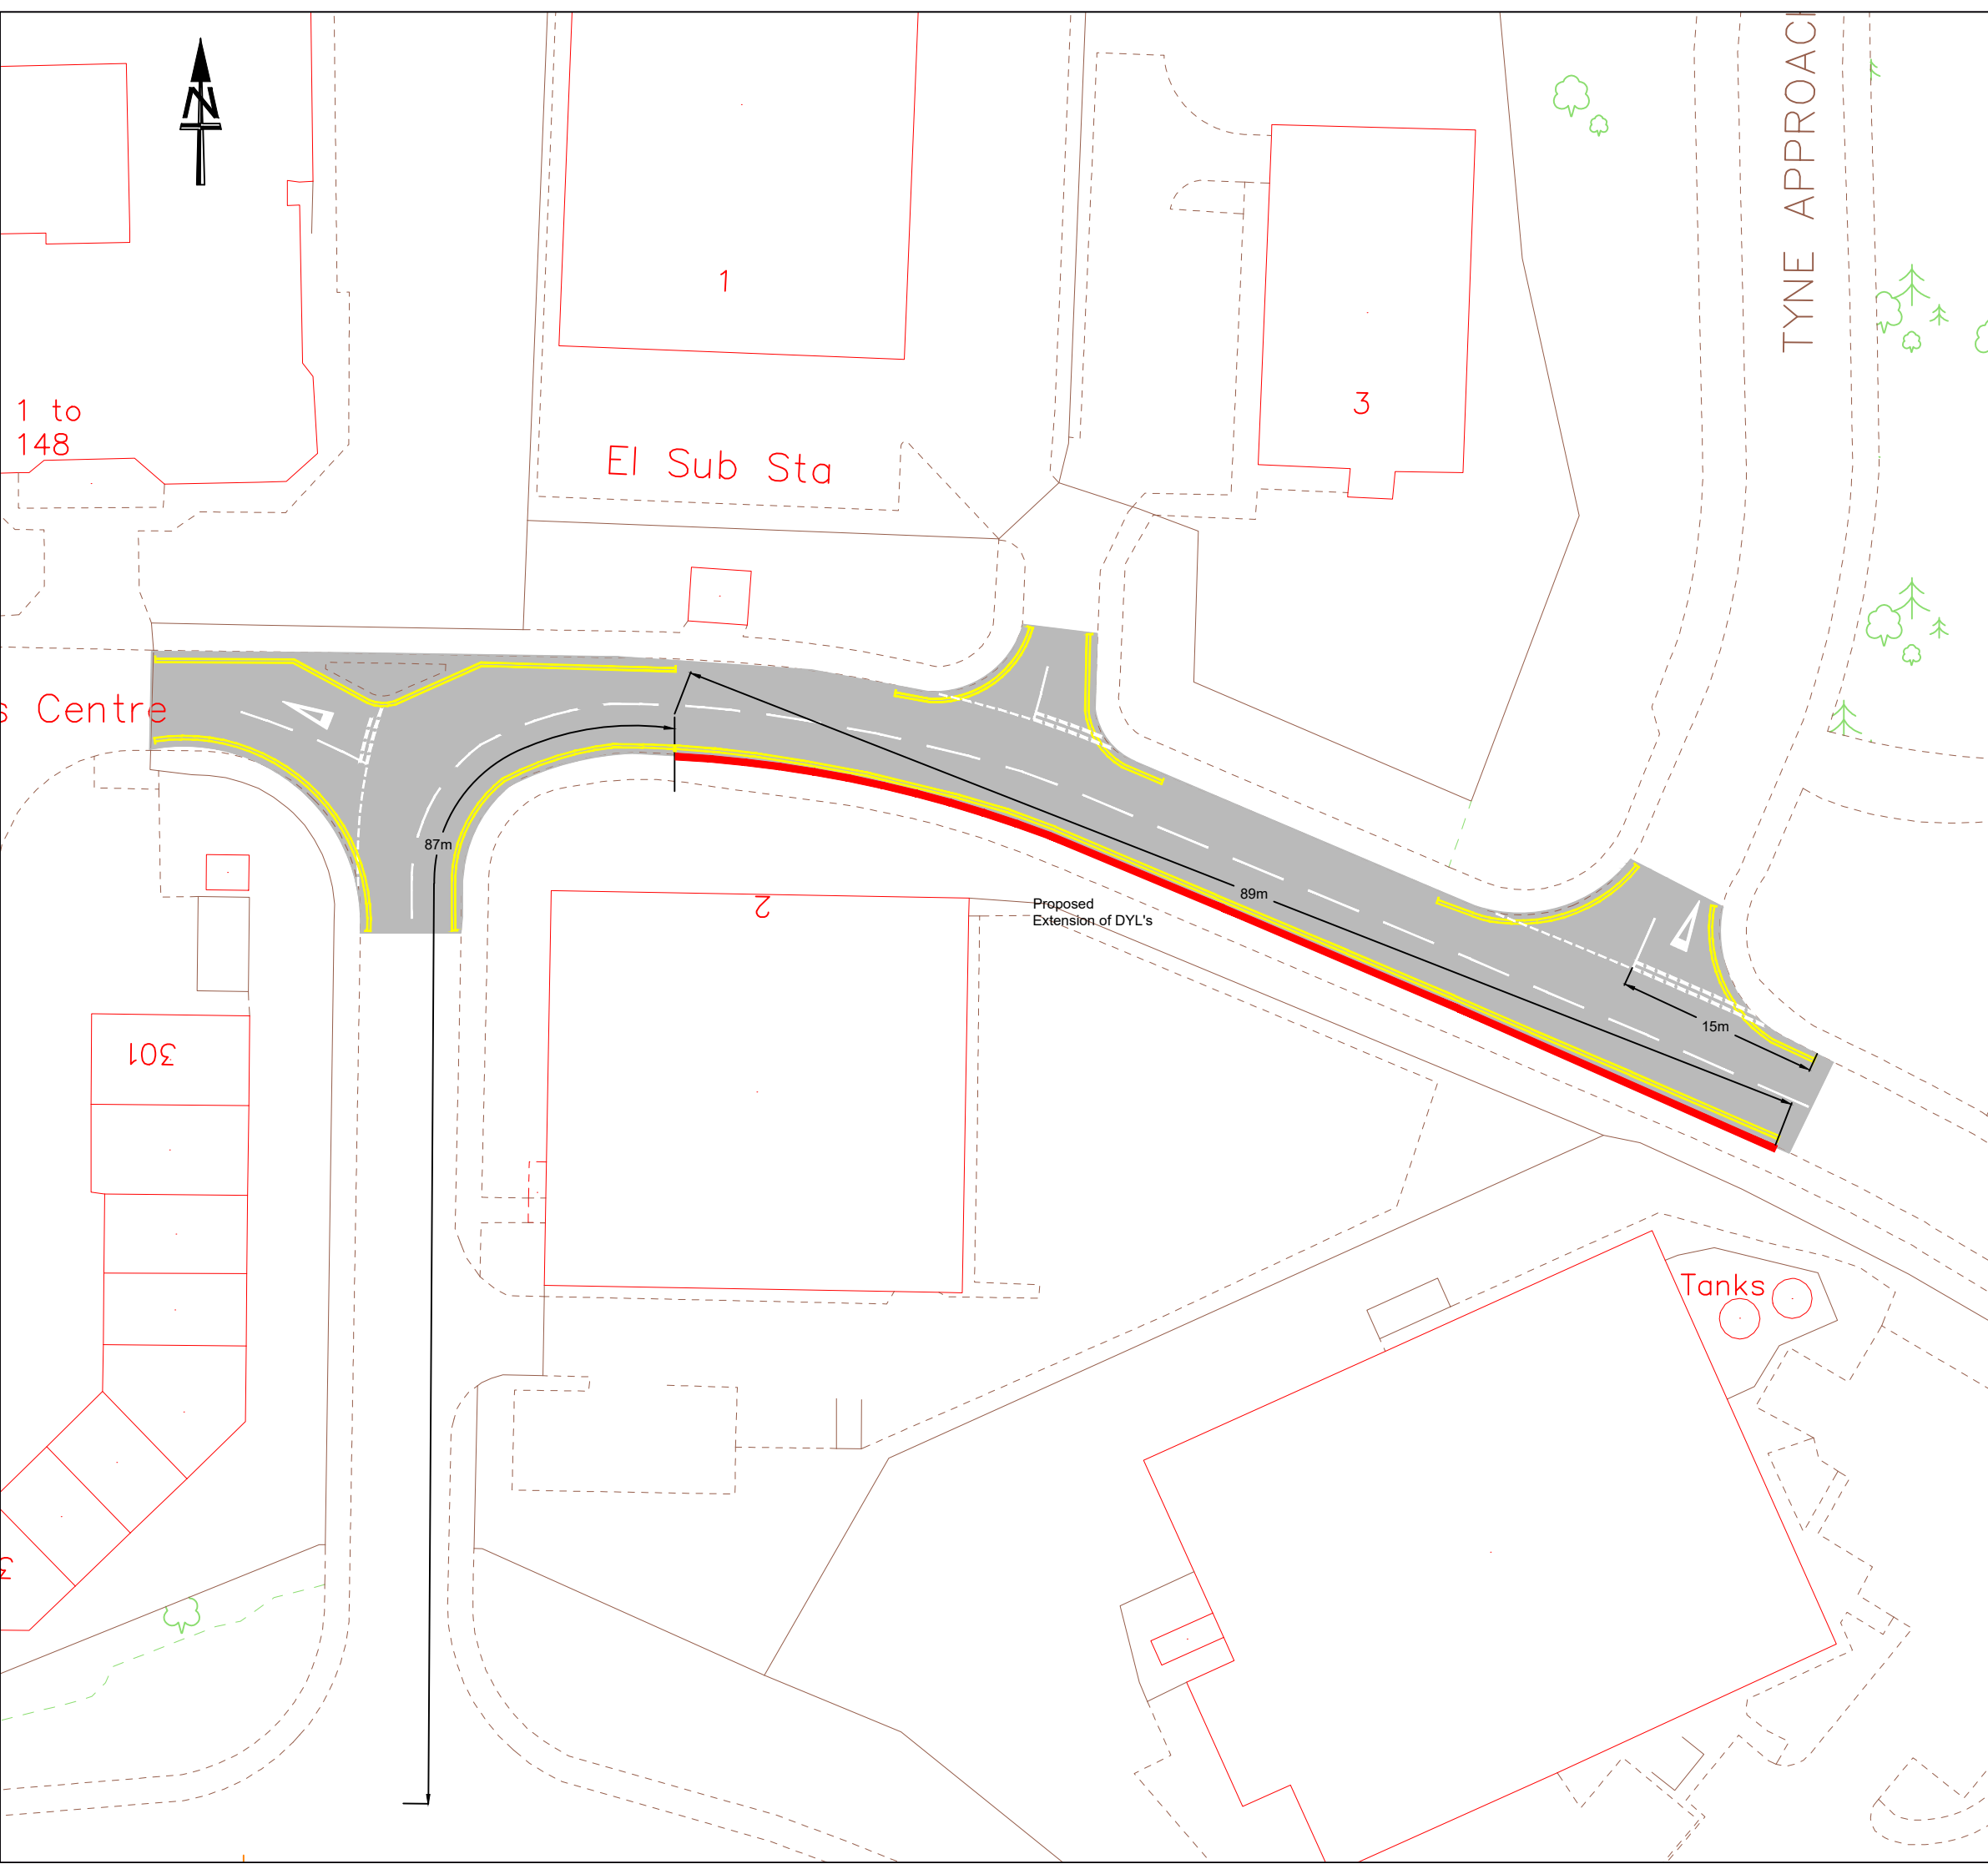 N
TYNE APPROACH
1
3
1 to
148
El Sub Sta
s Centre
87m
2
89m
Proposed
Extension of DYL's
15m
301
Tanks
3